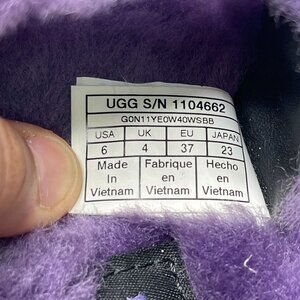 UGG S/N 1104662
G0N11YE0W40WSBB
USA UK EU JAPAN
6 4 37 23
Made Fabrique Hecho
In en en
Vietnam Vietnam Vietnam